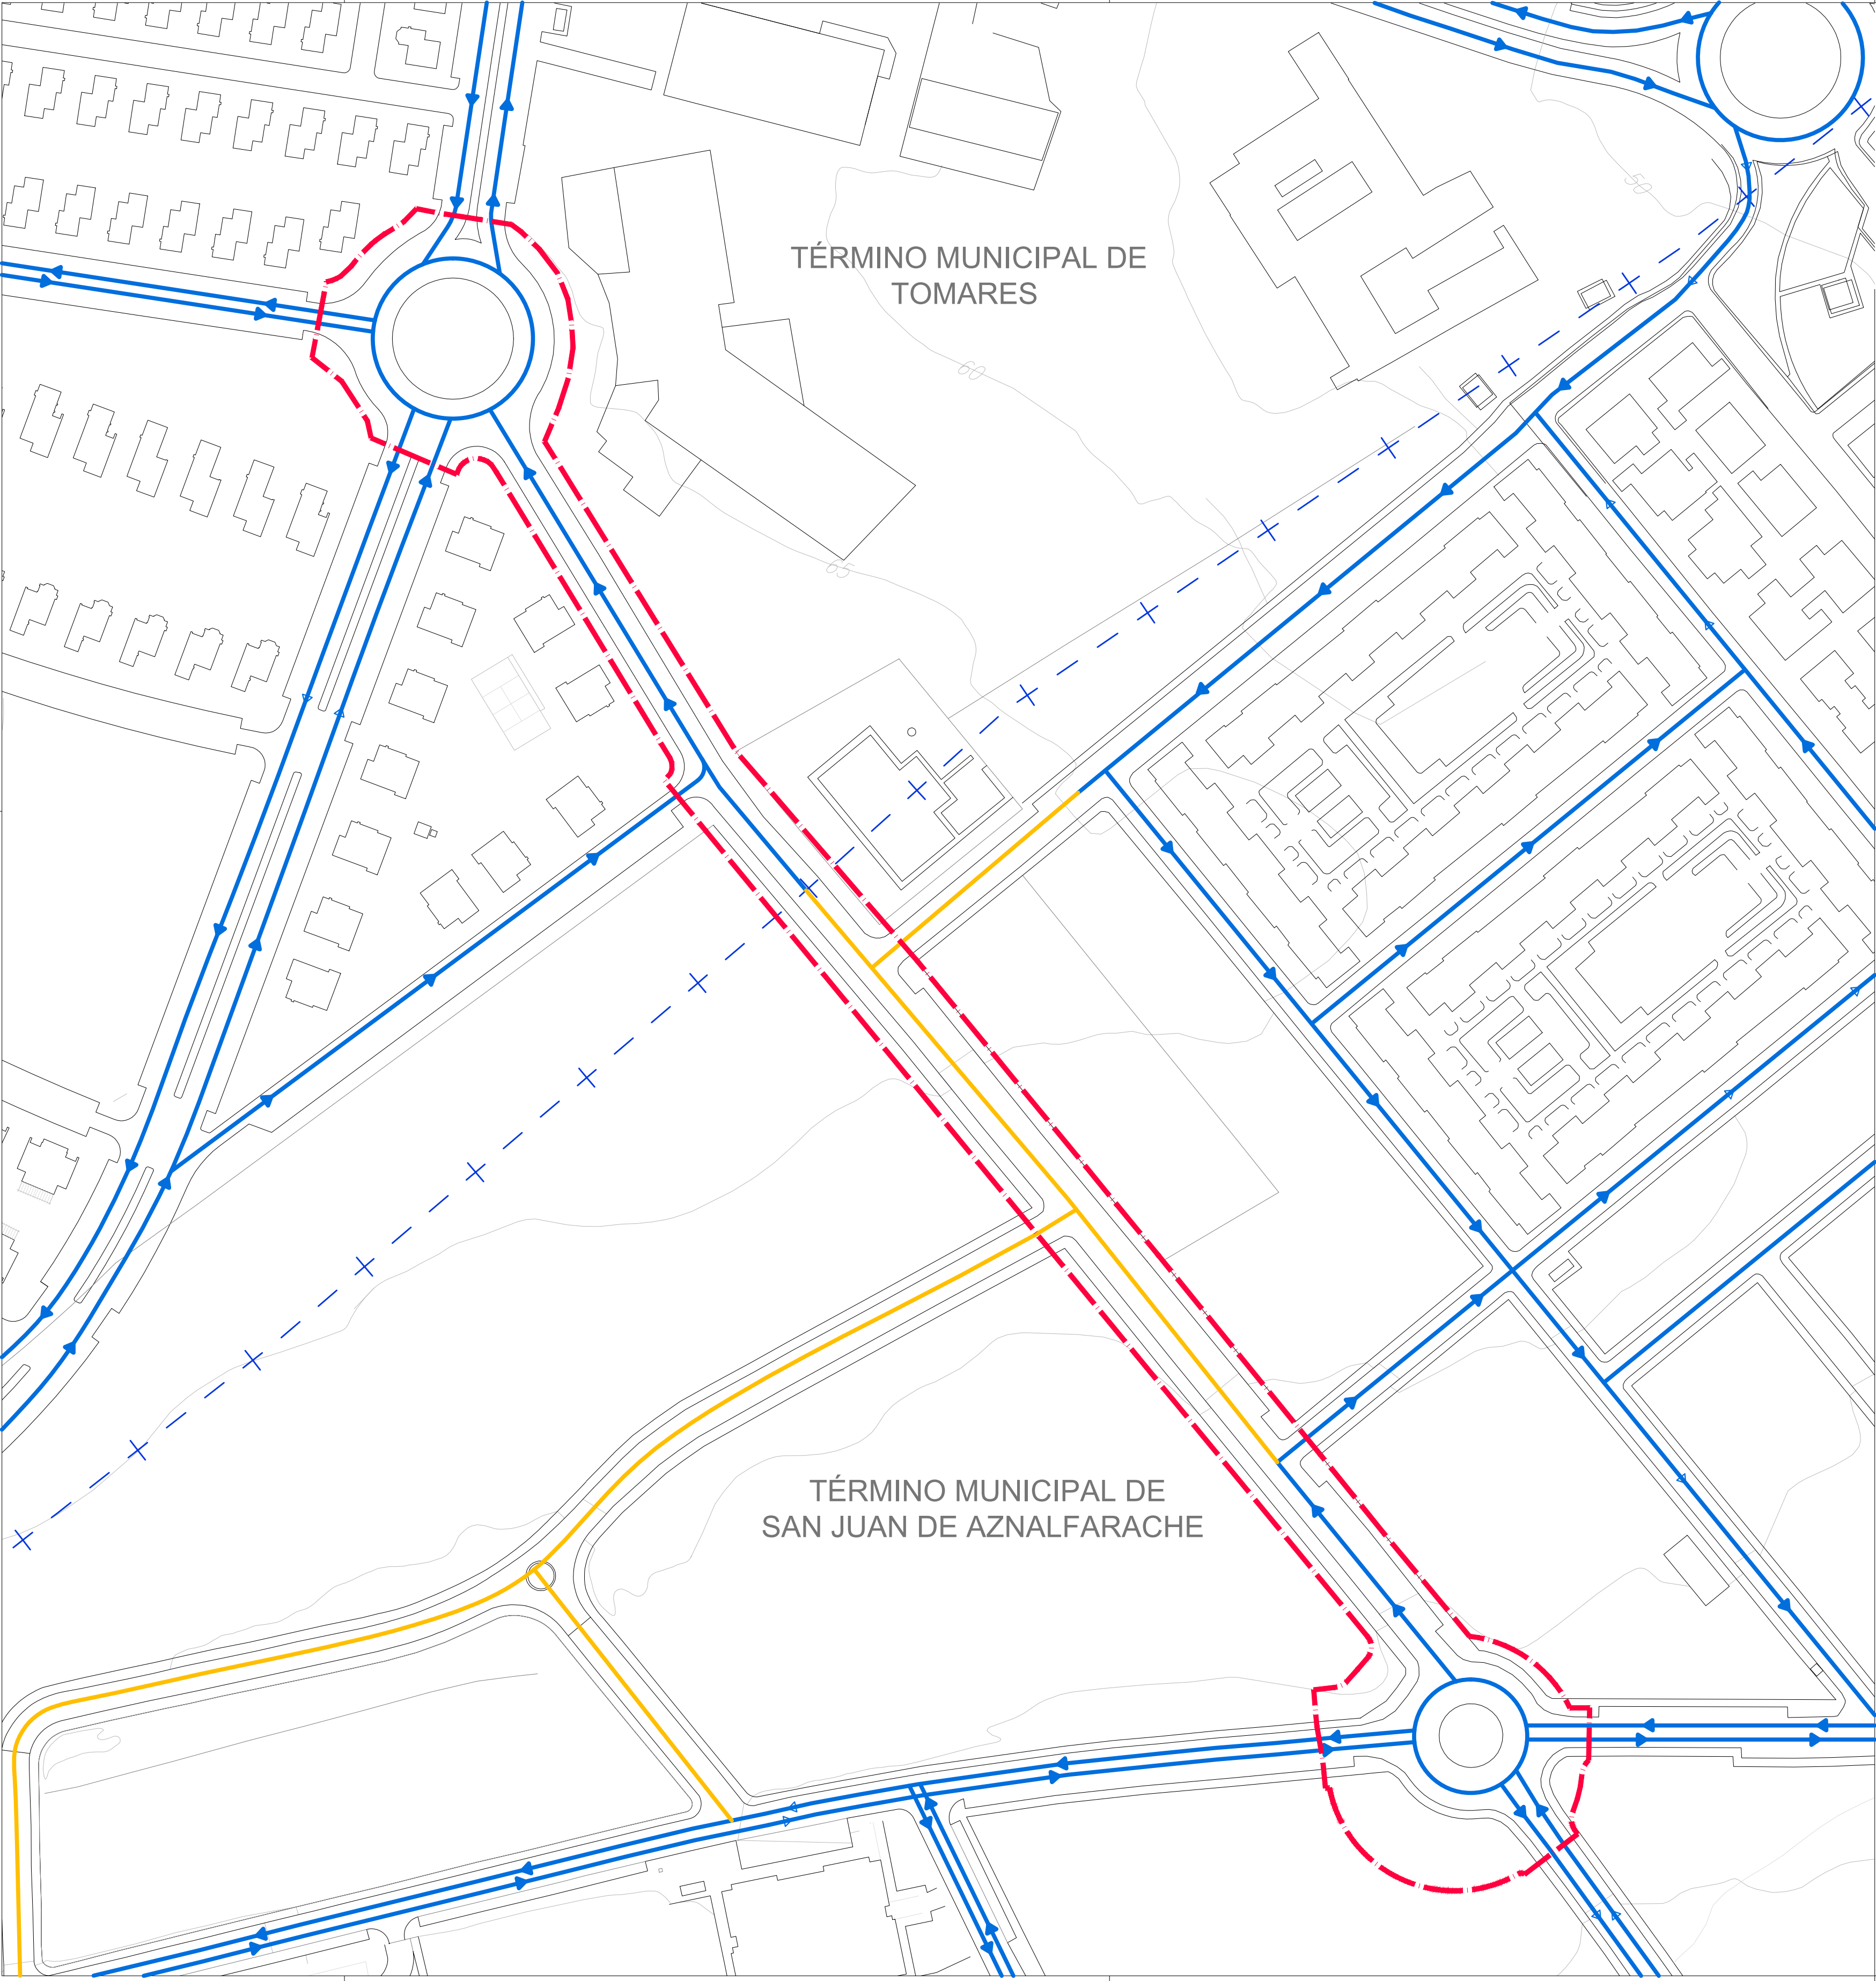 TÉRMINO MUNICIPAL DE
TOMARES
TÉRMINO MUNICIPAL DE
SAN JUAN DE AZNALFARACHE